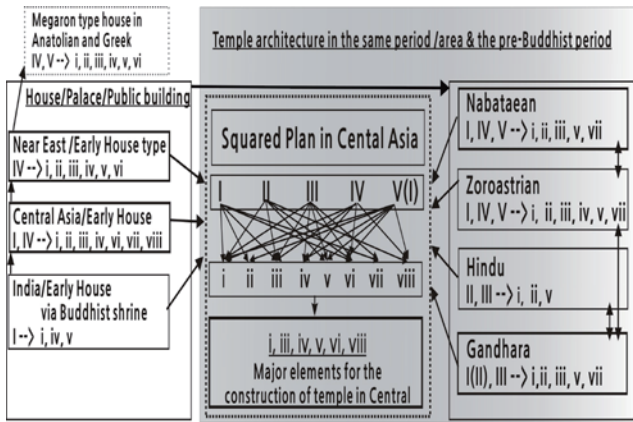 Megaron type house in
Anatolian and Greek
IV, V --> i, ii, iii, iv, v, vi
Temple architecture in the same period /area & the pre-Buddhist period
House/Palace/Public building
Near East /Early House type
IV --> i, ii, iii, iv, v, vi
Central Asia/Early House
I, IV --> i, ii, iii, iv, vi, vii, viii
India/Early House
via Buddhist shrine
I --> i, iv, v
Squared Plan in Cental Asia
I II III IV V(I)
i ii iii iv v vi vii viii
i, iii, iv, v, vi, viii
Major elements for the
construction of temple in Central
Nabataean
I, IV, V --> i, ii, iii, v, vii
Zoroastrian
I, IV, V --> i, ii, iii, iv, v, vii
Hindu
II, III --> i, ii, v
Gandhara
I(II), III --> i,ii, iii, v, vii